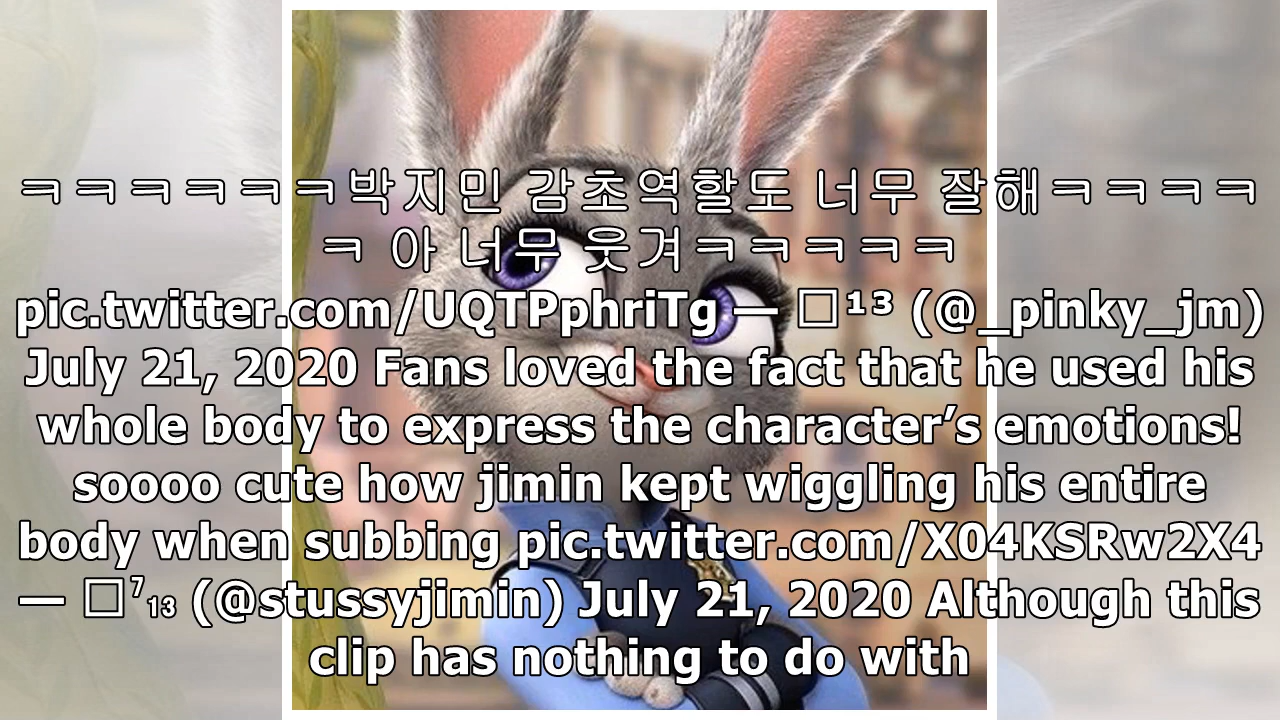 ㅋㅋㅋㅋㅋㅋ박지민 감초역할도 너무 잘해ㅋㅋㅋㅋ
ㅋ 아 너무 웃겨ㅋㅋㅋㅋㅋ
pic.twitter.com/UQTPphriTg — □¹³ (@_pinky_jm)
July 21, 2020 Fans loved the fact that he used his
whole body to express the character’s emotions!
soooo cute how jimin kept wiggling his entire
body when subbing pic.twitter.com/X04KSRw2X4
— □⁷₁₃ (@stussyjimin) July 21, 2020 Although this
clip has nothing to do with